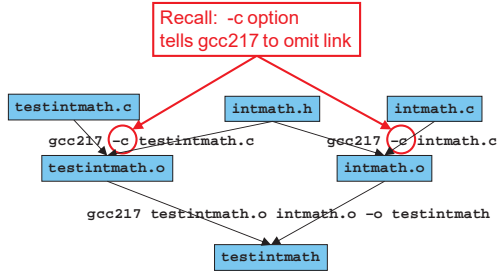 Recall: -c option
tells gcc217 to omit link
testintmath.c
intmath.h
intmath.c
gcc217 -c testintmath.c
gcc217 -c intmath.c
testintmath.o
intmath.o
gcc217 testintmath.o intmath.o -o testintmath
testintmath